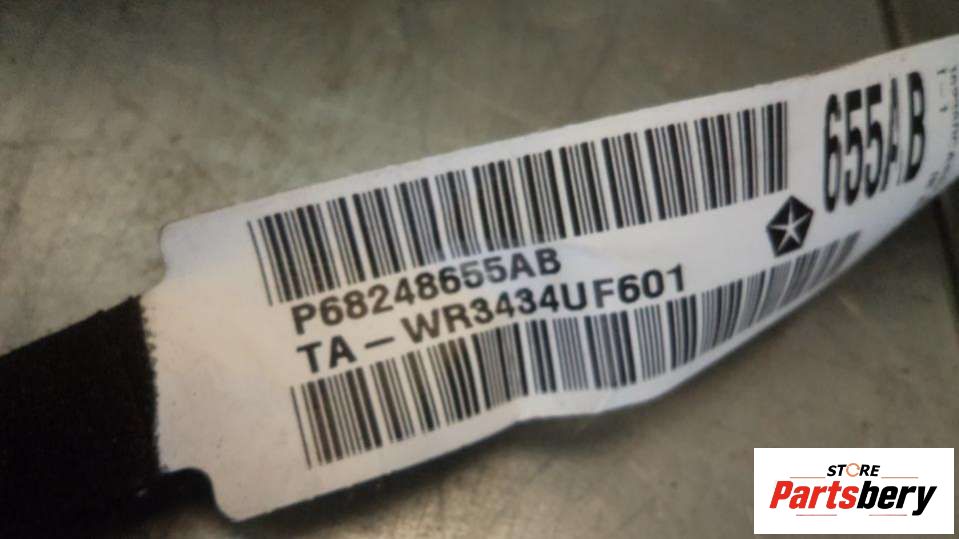 655AB
P68248655AB
TA-WR3434UF601
STORE
Partsbery